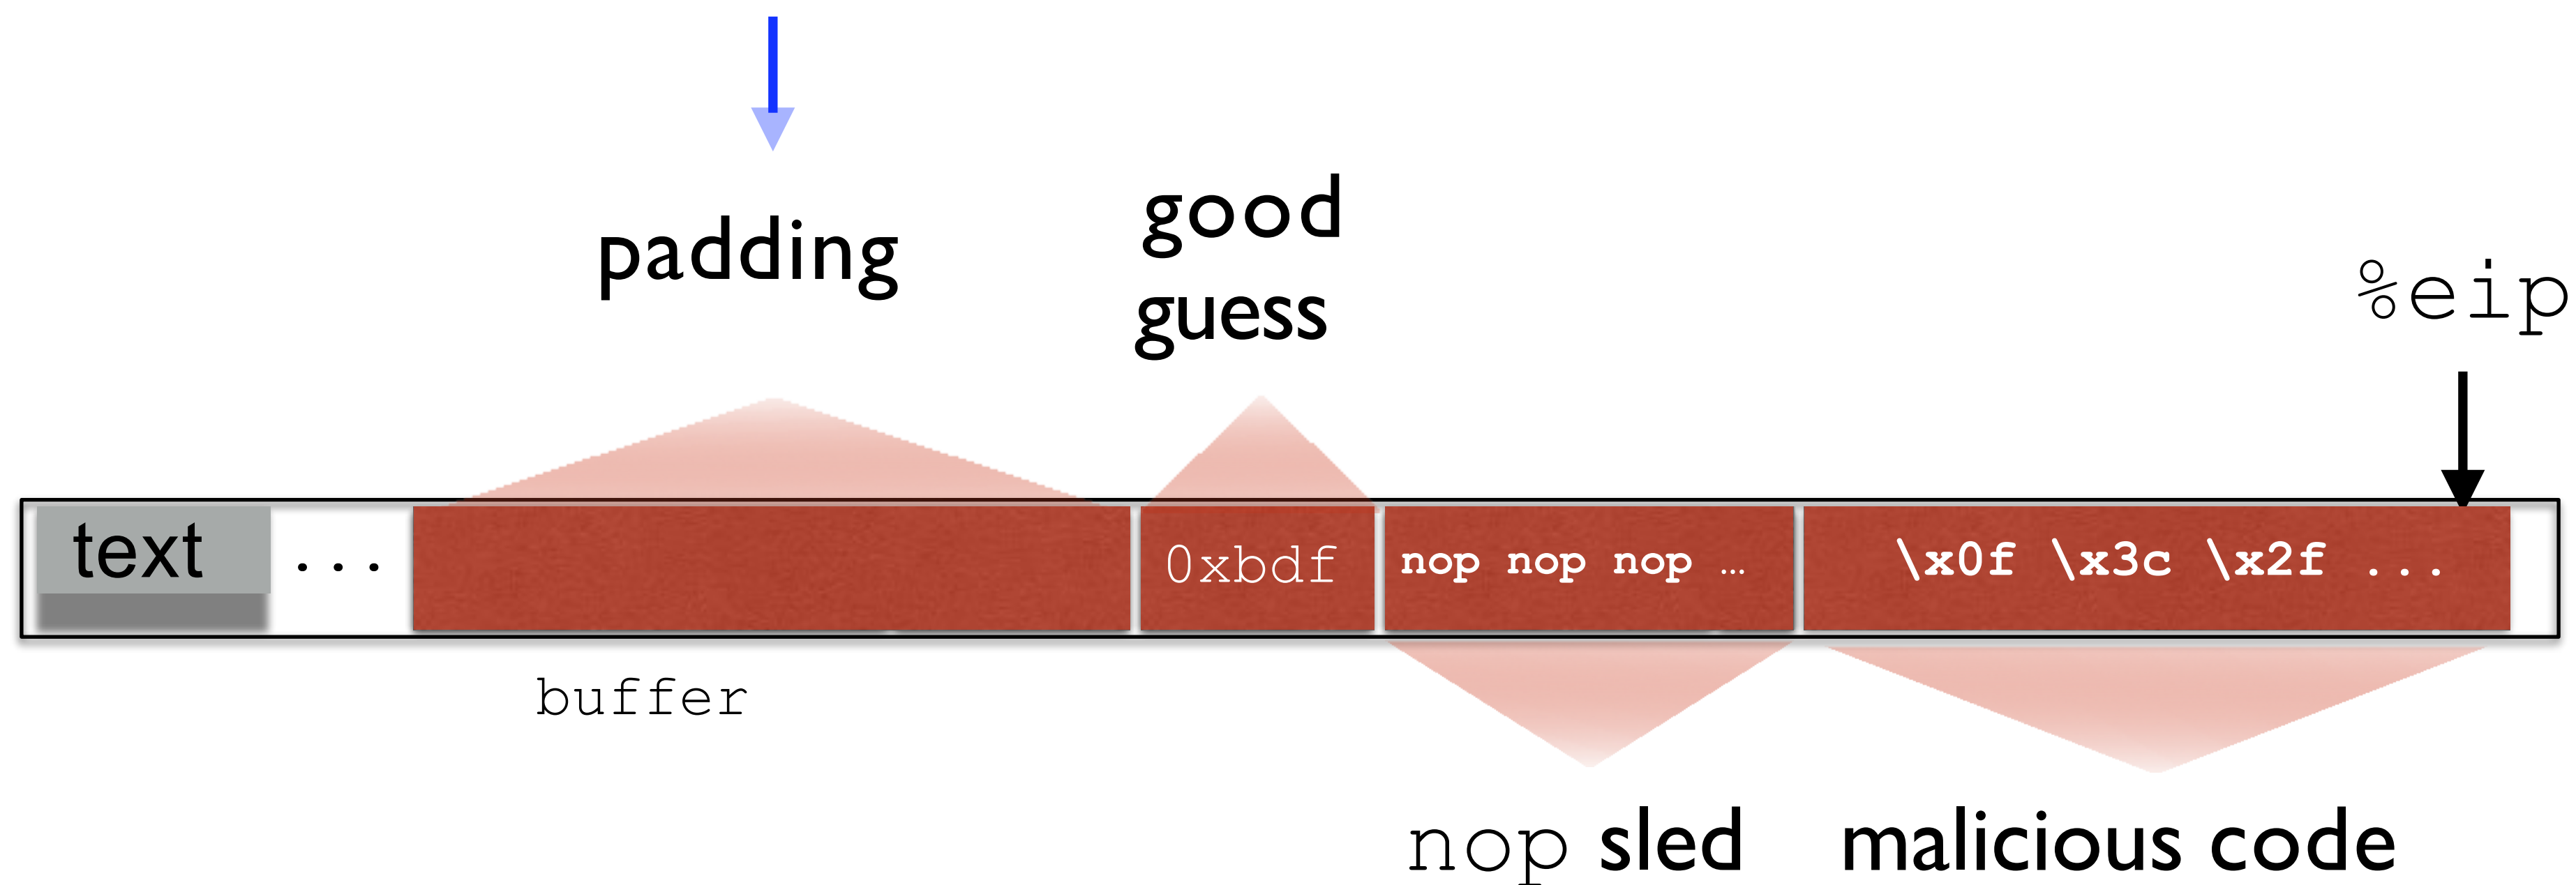 padding
good
guess
%eip
text ... 0xbdf nop nop nop ... \x0f \x3c \x2f ...
buffer
nop sled malicious code